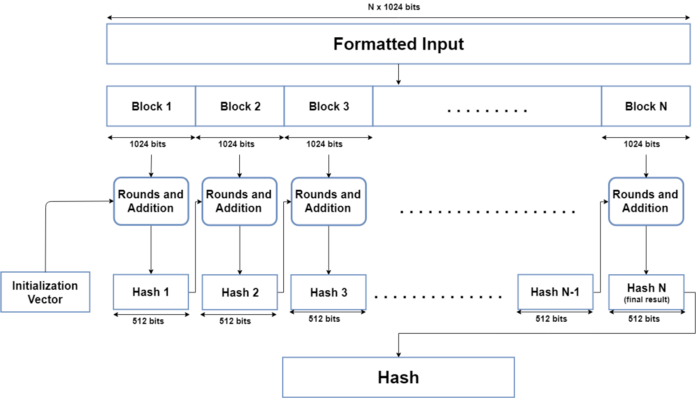 N x 1024 bits
Formatted Input
Block 1
Block 2
Block 3
. . . . . . . . .
Block N
1024 bits
1024 bits
1024 bits
1024 bits
Rounds and
Addition
Rounds and
Addition
Rounds and
Addition
. . . . . . . . . . . . . . . . . . .
Rounds and
Addition
Initialization
Vector
Hash 1
Hash 2
Hash 3
. . . . . . . . . . . . . .
Hash N-1
Hash N
(final result)
512 bits
512 bits
512 bits
512 bits
512 bits
Hash